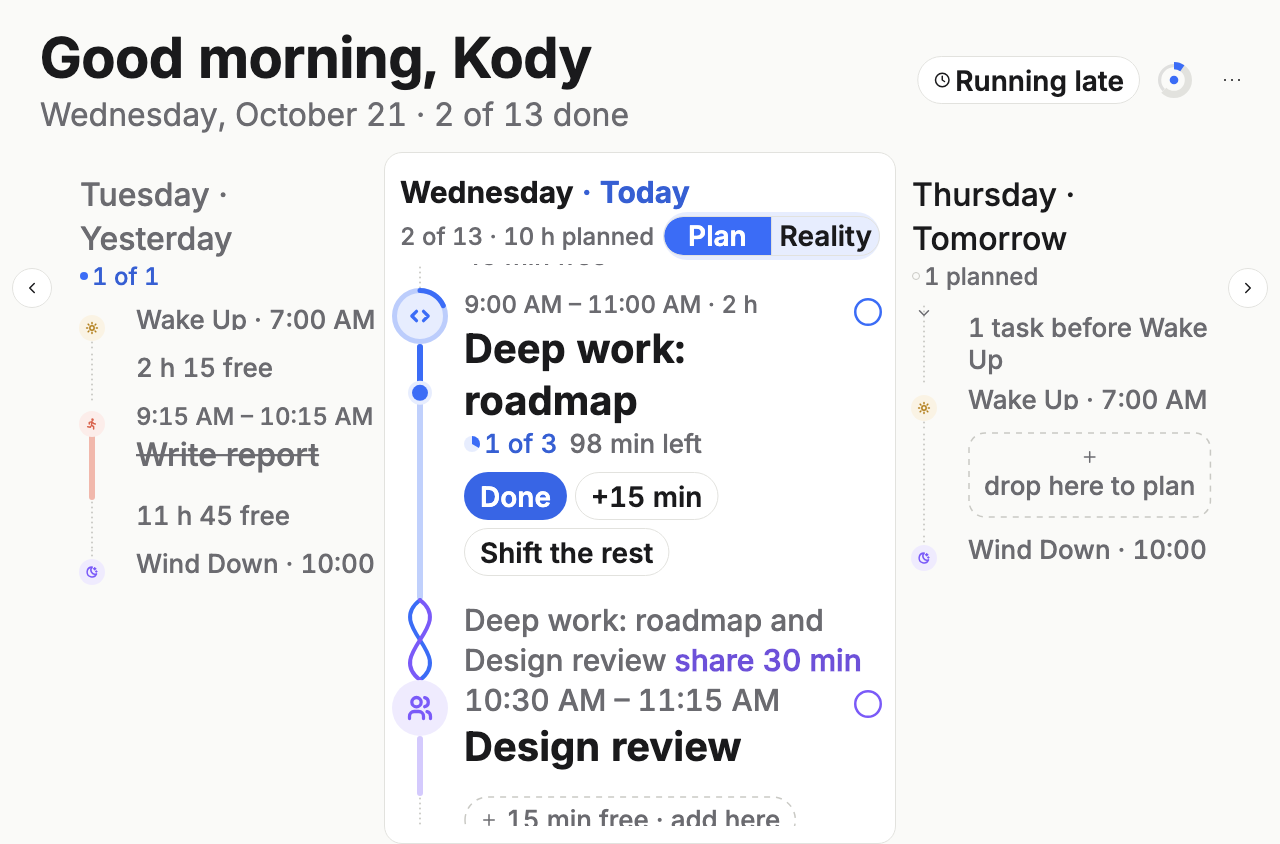 Good morning, Kody
Wednesday, October 21 · 2 of 13 done
Running late
Tuesday ·
Yesterday
1 of 1
Wake Up · 7:00 AM
2 h 15 free
9:15 AM – 10:15 AM
Write report
11 h 45 free
Wind Down · 10:00
Wednesday · Today
2 of 13 · 10 h planned
Plan
Reality
9:00 AM – 11:00 AM · 2 h
Deep work:
roadmap
1 of 3 98 min left
Done
+15 min
Shift the rest
Deep work: roadmap and
Design review share 30 min
10:30 AM – 11:15 AM
Design review
+ 15 min free · add here
Thursday ·
Tomorrow
1 planned
1 task before Wake
Up
Wake Up · 7:00 AM
+
drop here to plan
Wind Down · 10:00